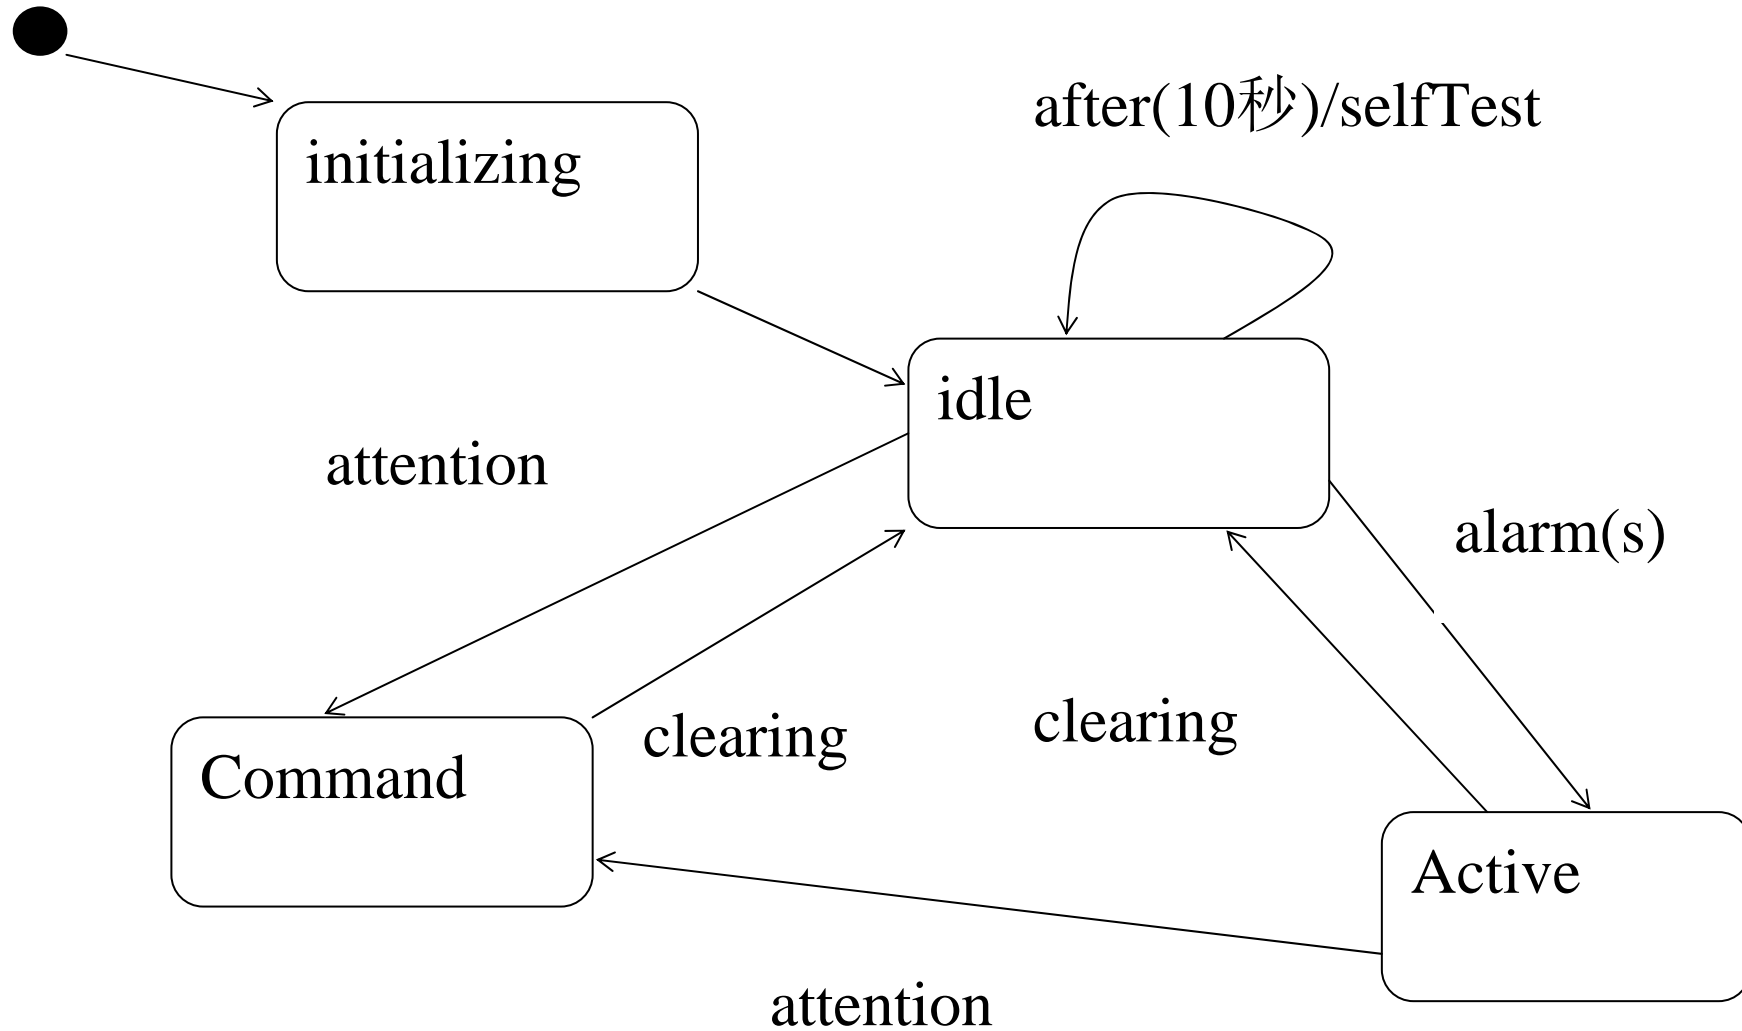 after(10秒)/selfTest
initializing
idle
attention
alarm(s)
clearing
clearing
Command
Active
attention